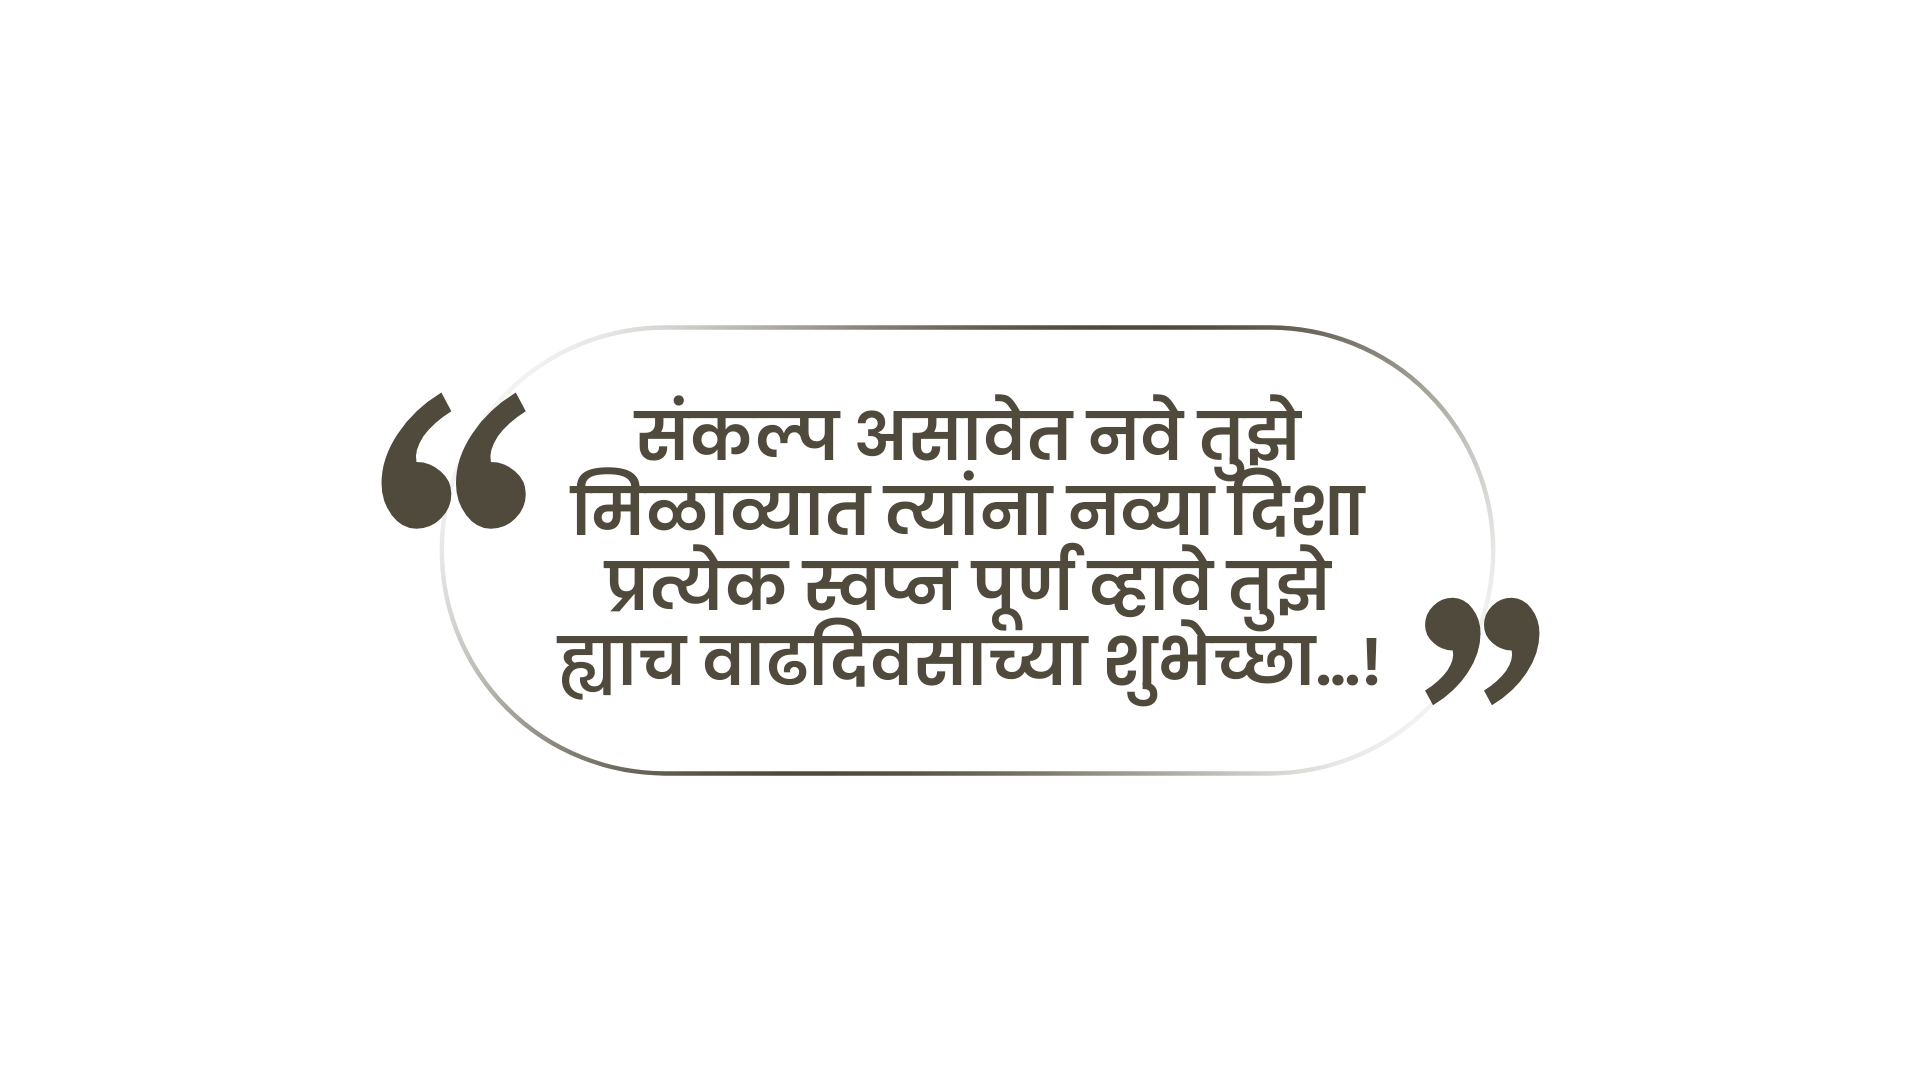 “
संकल्प असावेत नवे तुझे
मिळाव्यात त्यांना नव्या दिशा
प्रत्येक स्वप्न पूर्ण व्हावे तुझे
ह्याच वाढदिवसाच्या शुभेच्छा...!
”